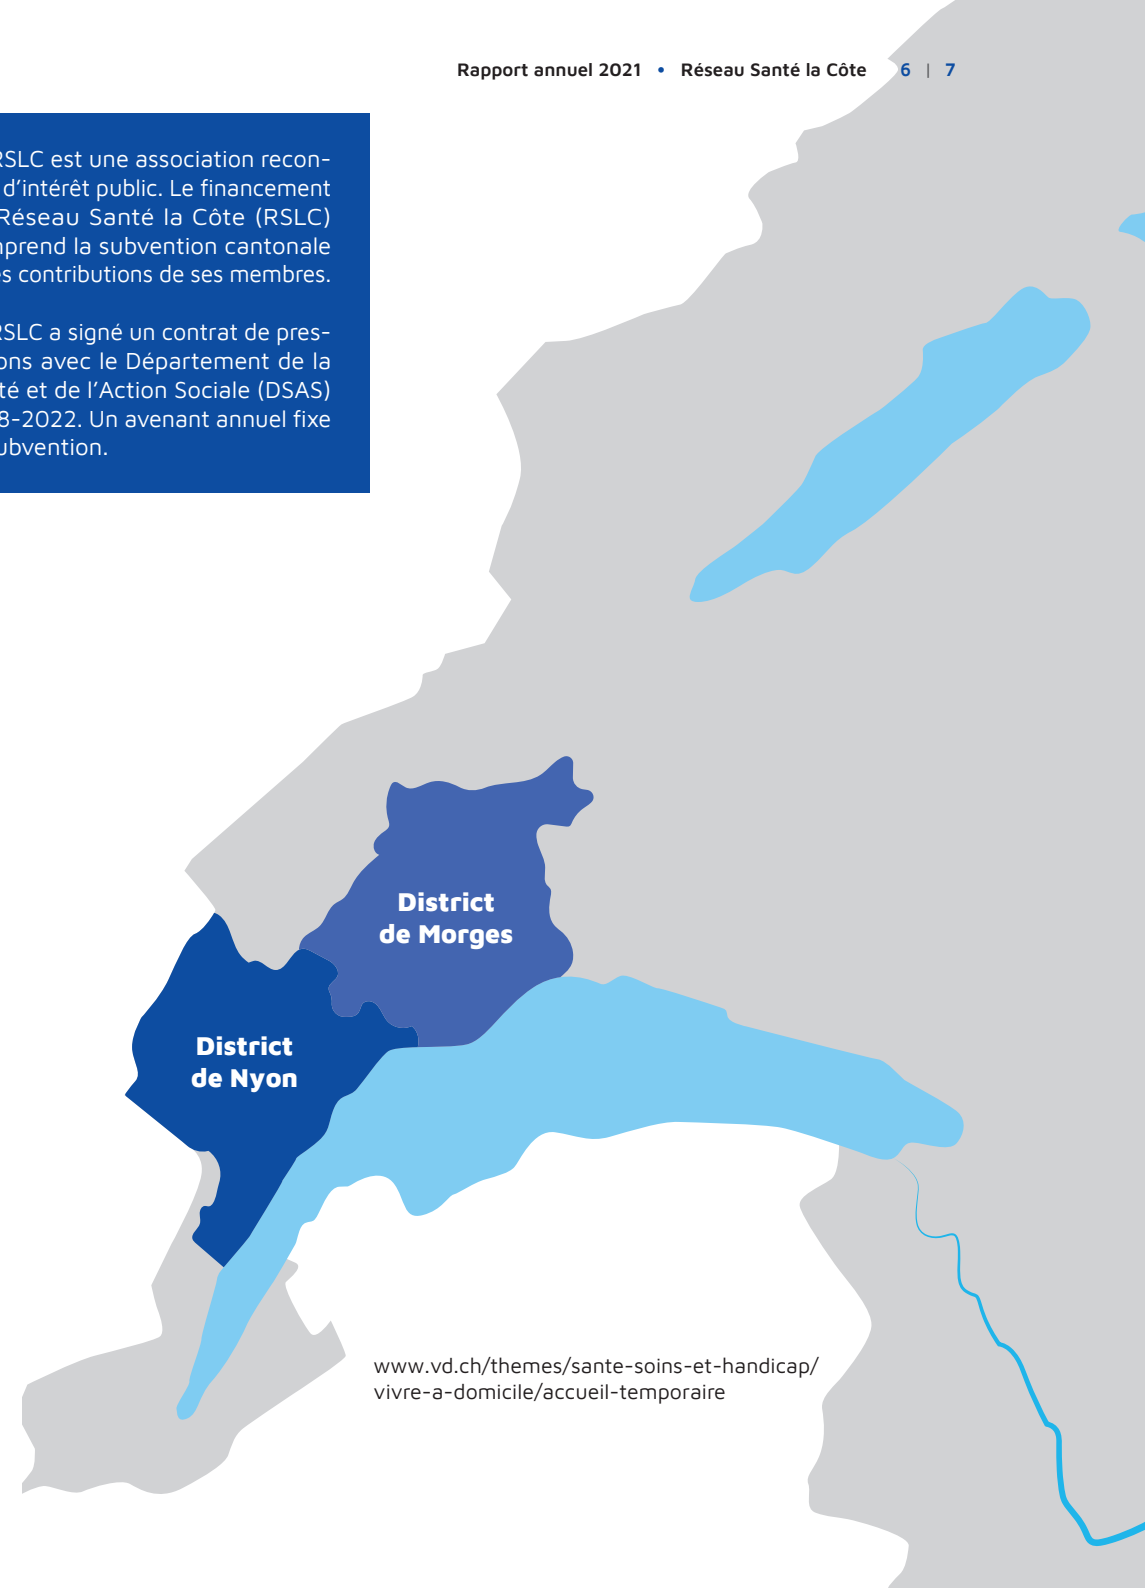 Rapport annuel 2021 • Réseau Santé la Côte 6 | 7
RSLC est une association recon-
d’intérêt public. Le financement
Réseau Santé la Côte (RSLC)
prend la subvention cantonale
contributions de ses membres.
RSLC a signé un contrat de pres-
ons avec le Département de la
té et de l’Action Sociale (DSAS)
8-2022. Un avenant annuel fixe
ubvention.
District
de Morges
District
de Nyon
www.vd.ch/themes/sante-soins-et-handicap/
vivre-a-domicile/accueil-temporaire